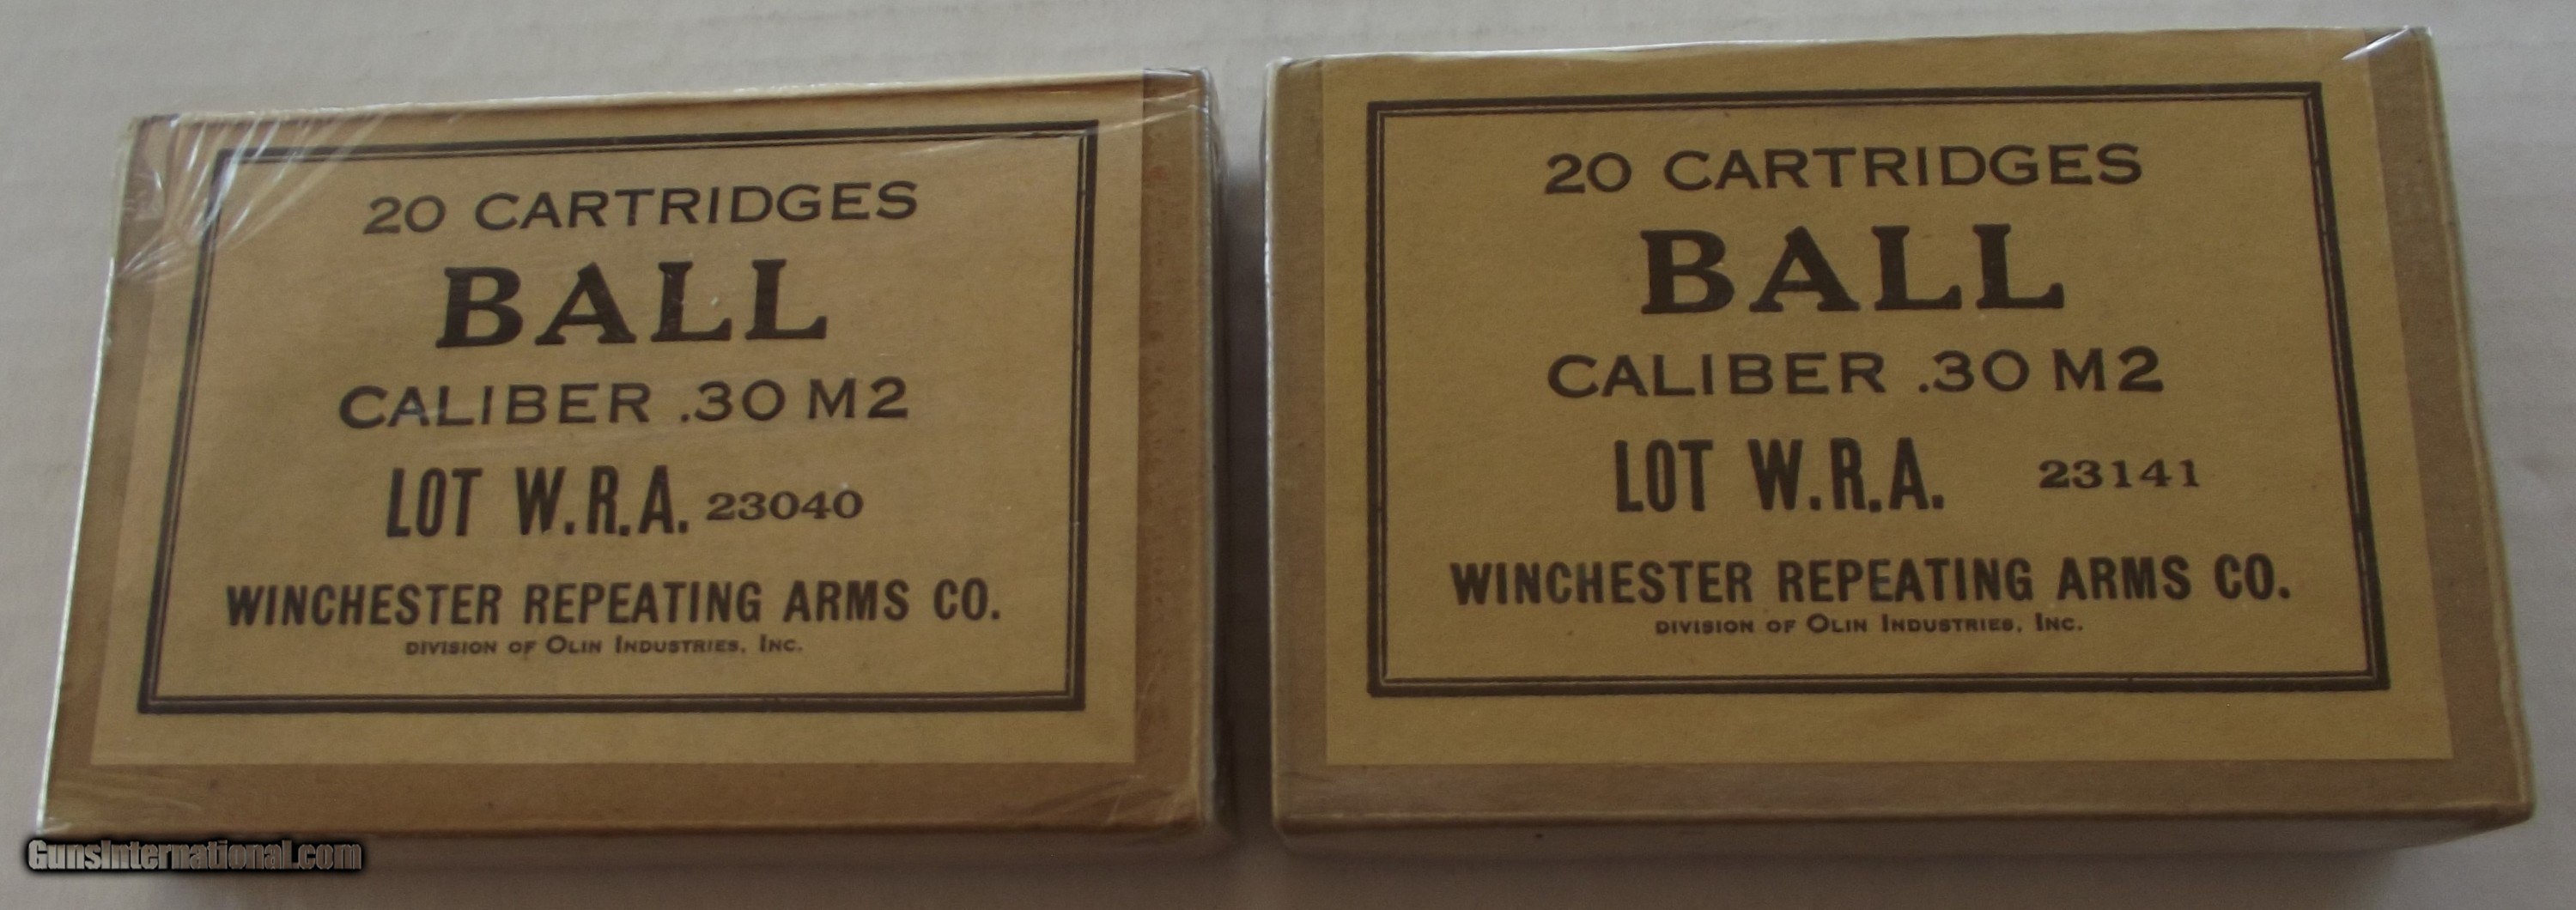 20 CARTRIDGES
BALL
CALIBER .30 M2
LOT W.R.A. 23040
WINCHESTER REPEATING ARMS CO.
DIVISION OF OLIN INDUSTRIES, INC.
20 CARTRIDGES
BALL
CALIBER .30 M2
LOT W.R.A. 23141
WINCHESTER REPEATING ARMS CO.
DIVISION OF OLIN INDUSTRIES, INC.
GunsInternational.com